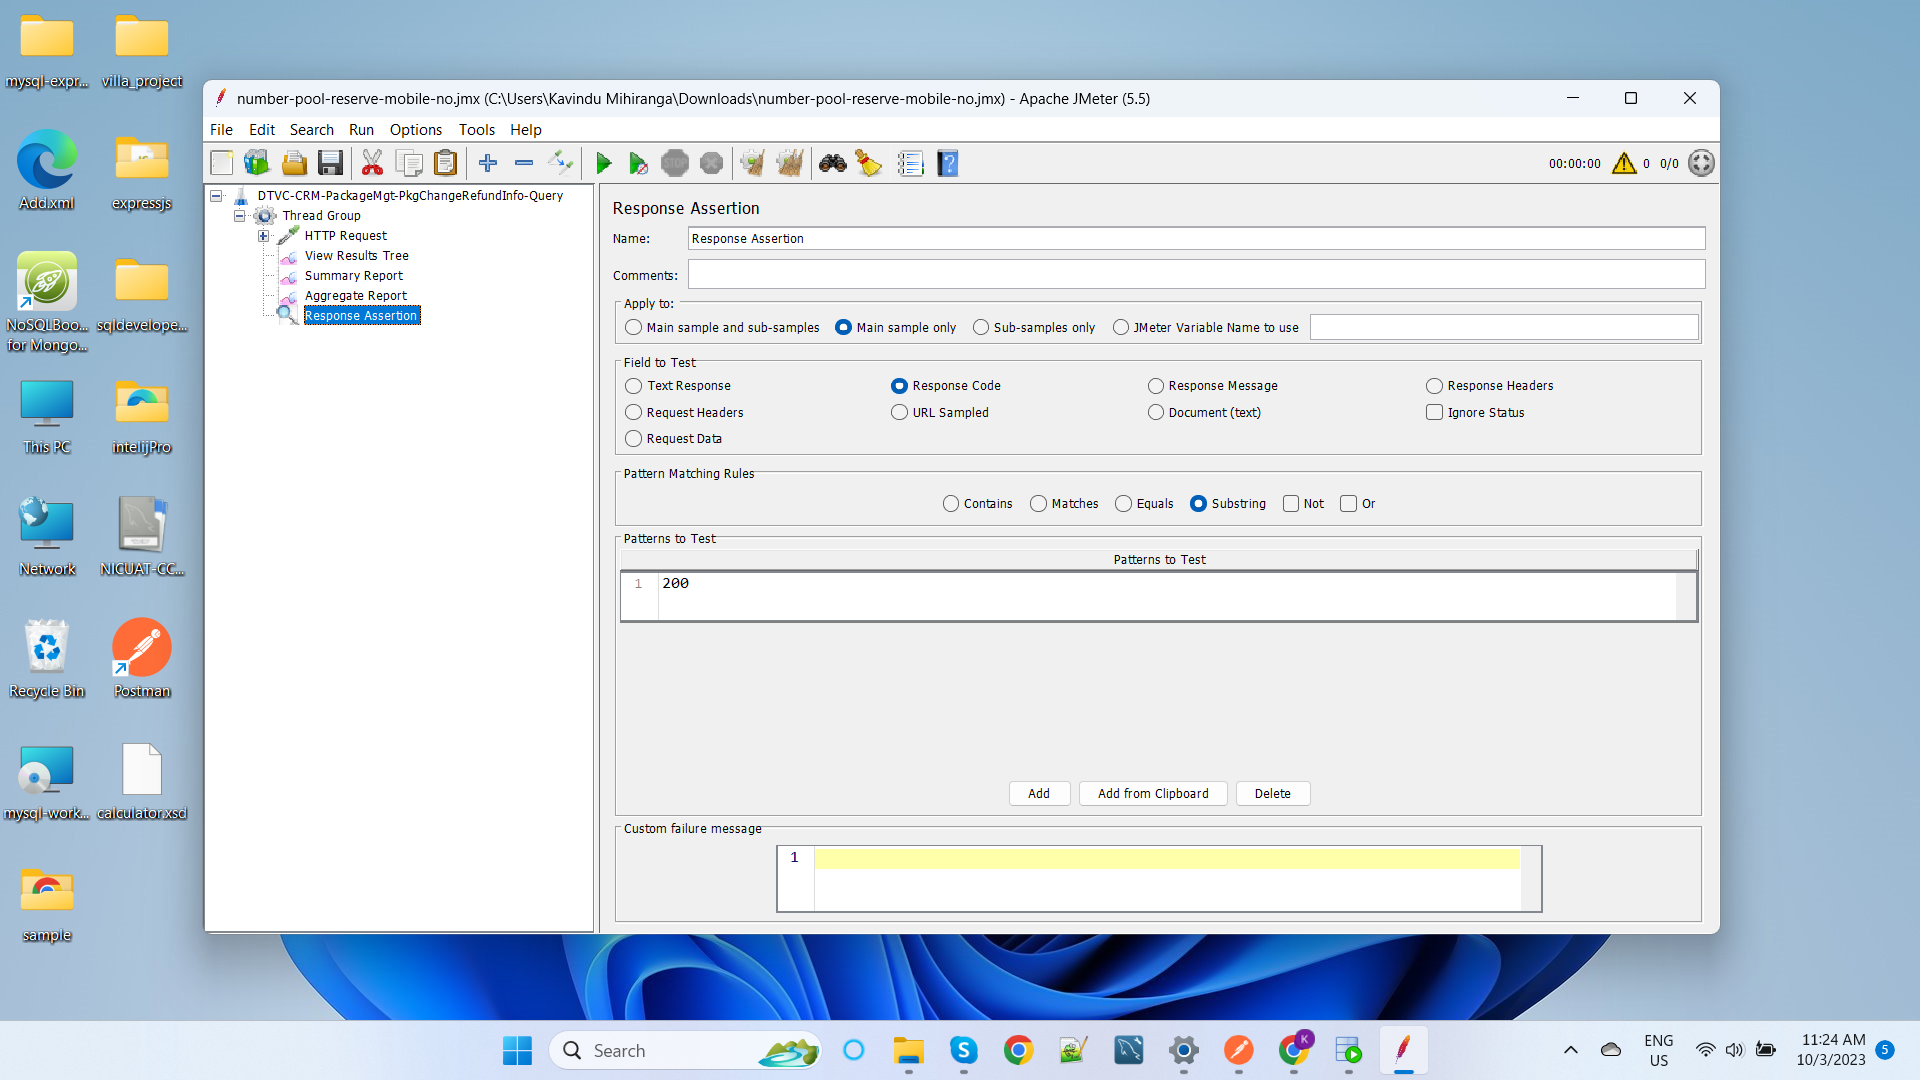 mysql-expr...
villa_project
Add.xml
expressjs
NoSQLBoo...
for Mongo...
sqldevelope...
This PC
intelijPro
Network
NICUAT-CC...
Recycle Bin
Postman
mysql-work...
calculator.xsd
sample
number-pool-reserve-mobile-no.jmx (C:\Users\Kavindu Mihiranga\Downloads\number-pool-reserve-mobile-no.jmx) - Apache JMeter (5.5)
File Edit Search Run Options Tools Help
STOP
00:00:00 0 0/0
DTVC-CRM-PackageMgt-PkgChangeRefundInfo-Query
Thread Group
HTTP Request
View Results Tree
Summary Report
Aggregate Report
Response Assertion
Response Assertion
Name: Response Assertion
Comments:
Apply to:
Main sample and sub-samples Main sample only Sub-samples only JMeter Variable Name to use
Field to Test
Text Response Response Code Response Message Response Headers
Request Headers URL Sampled Document (text) Ignore Status
Request Data
Pattern Matching Rules
Contains Matches Equals Substring Not Or
Patterns to Test
Patterns to Test
1 200
Add Add from Clipboard Delete
Custom failure message
1
Search
K
ENG
US
11:24 AM
10/3/2023
5